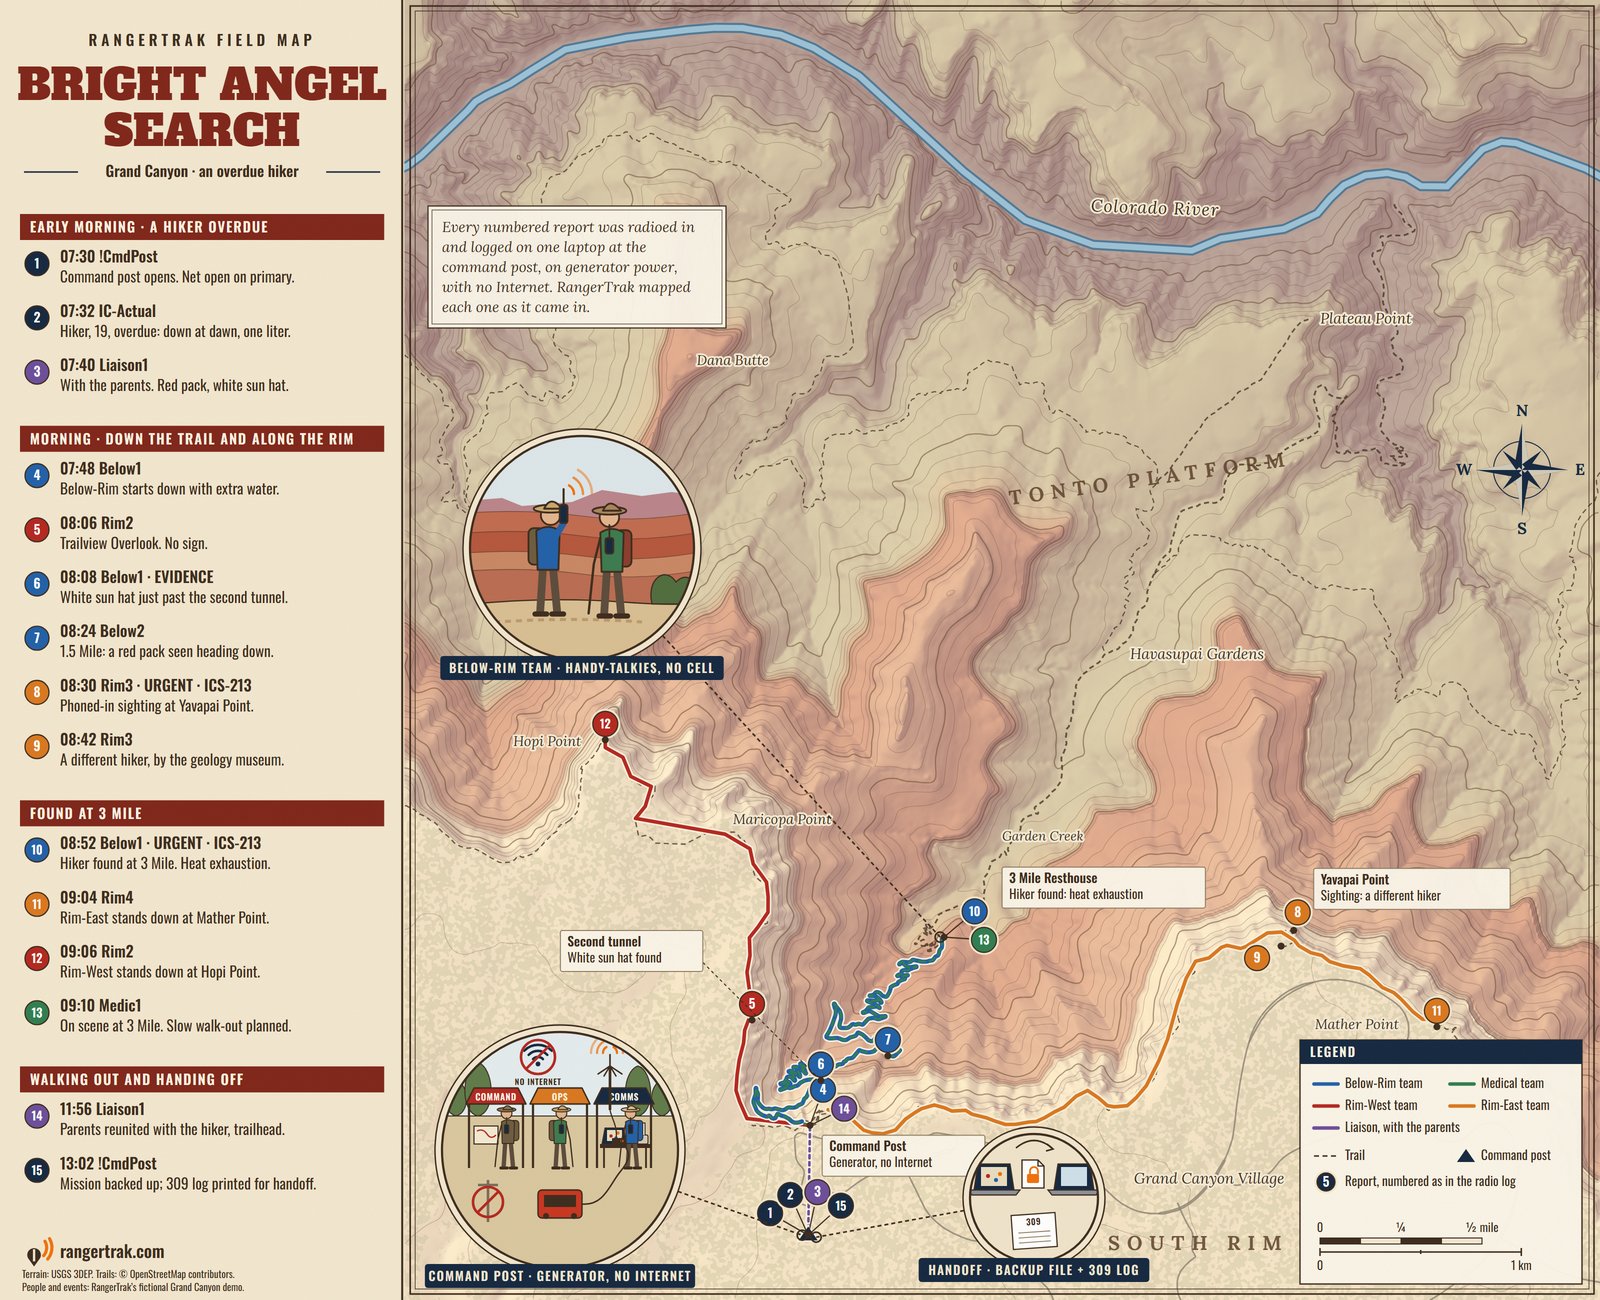 RANGERTRAK FIELD MAP
BRIGHT ANGEL
SEARCH
Grand Canyon · an overdue hiker
EARLY MORNING · A HIKER OVERDUE
1
07:30 !CmdPost
Command post opens. Net open on primary.
2
07:32 IC-Actual
Hiker, 19, overdue: down at dawn, one liter.
3
07:40 Liaison1
With the parents. Red pack, white sun hat.
MORNING · DOWN THE TRAIL AND ALONG THE RIM
4
07:48 Below1
Below-Rim starts down with extra water.
5
08:06 Rim2
Trailview Overlook. No sign.
6
08:08 Below1 · EVIDENCE
White sun hat just past the second tunnel.
7
08:24 Below2
1.5 Mile: a red pack seen heading down.
8
08:30 Rim3 · URGENT · ICS-213
Phoned-in sighting at Yavapai Point.
9
08:42 Rim3
A different hiker, by the geology museum.
FOUND AT 3 MILE
10
08:52 Below1 · URGENT · ICS-213
Hiker found at 3 Mile. Heat exhaustion.
11
09:04 Rim4
Rim-East stands down at Mather Point.
12
09:06 Rim2
Rim-West stands down at Hopi Point.
13
09:10 Medic1
On scene at 3 Mile. Slow walk-out planned.
WALKING OUT AND HANDING OFF
14
11:56 Liaison1
Parents reunited with the hiker, trailhead.
15
13:02 !CmdPost
Mission backed up; 309 log printed for handoff.
rangertrak.com
Terrain: USGS 3DEP. Trails: © OpenStreetMap contributors.
People and events: RangerTrak's fictional Grand Canyon demo.
Every numbered report was radioed in
and logged on one laptop at the
command post, on generator power,
with no Internet. RangerTrak mapped
each one as it came in.
Colorado River
Plateau Point
Dana Butte
N
W
E
S
TONTO PLATFORM
BELOW-RIM TEAM · HANDY-TALKIES, NO CELL
Havasupai Gardens
12
Hopi Point
Maricopa Point
Garden Creek
3 Mile Resthouse
Hiker found: heat exhaustion
Yavapai Point
Sighting: a different hiker
10
13
8
9
Second tunnel
White sun hat found
5
11
Mather Point
7
6
4
14
NO INTERNET
COMMAND
OPS
COMMS
Command Post
Generator, no Internet
1
2
3
15
COMMAND POST · GENERATOR, NO INTERNET
309
HANDOFF · BACKUP FILE + 309 LOG
Grand Canyon Village
SOUTH RIM
LEGEND
Below-Rim team
Medical team
Rim-West team
Rim-East team
Liaison, with the parents
Trail
Command post
5
Report, numbered as in the radio log
0 ¼ ½ mile
0 1 km